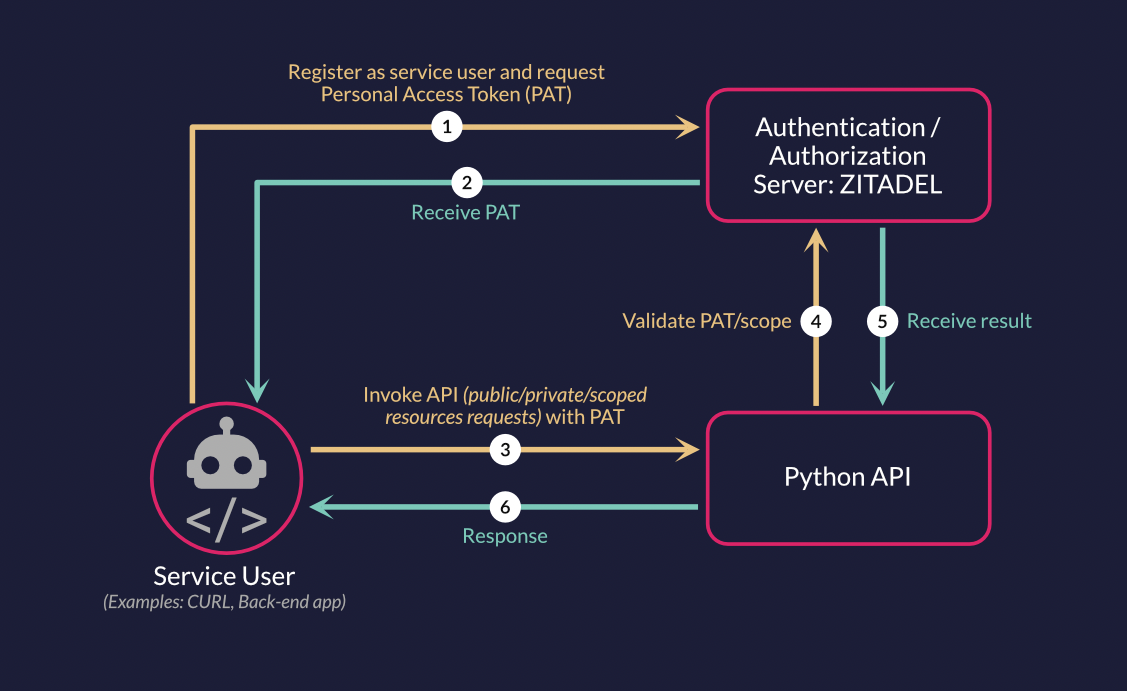 Register as service user and request
Personal Access Token (PAT)
1
Authentication /
Authorization
Server: ZITADEL
2
Receive PAT
Validate PAT/scope
4
5
Receive result
Invoke API (public/private/scoped
resources requests) with PAT
3
Python API
6
Response
</>
Service User
(Examples: CURL, Back-end app)